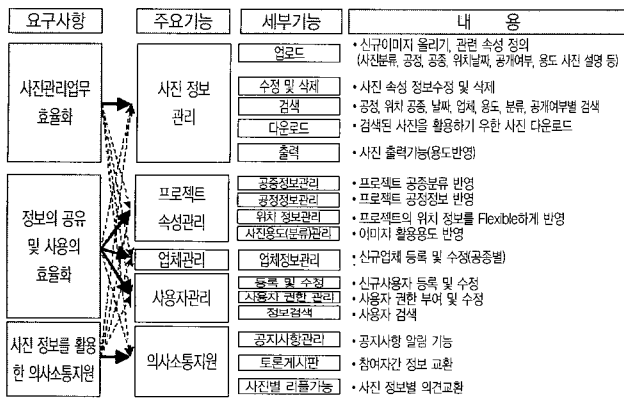 요구사항 주요기능 세부기능 내 용
사진관리업무
효율화
정보의 공유
및 사용의
효율화
사진 정보를 활용
한 의사소통지원
사진 정보
관리
프로젝트
속성관리
업체관리
사용자관리
의사소통지원
업로드
수정 및 삭제
검색
다운로드
출력
공종정보관리
공정정보관리
위치 정보관리
사진용도(분류)관리
업체정보관리
등록 및 수정
사용자 권한 관리
정보검색
공지사항관리
토론게시판
사진별 리플기능
• 신규이미지 올리기, 관련 속성 정의
(사진분류, 공정, 공종, 위치날짜, 공개여부, 용도 사진 설명 등)
• 사진 속성 정보수정 및 삭제
• 공정, 위치 공종, 날짜, 업체, 용도, 분류, 공개여부별 검색
• 검색된 사진을 활용하기 우한 사진 다운로드
• 사진 출력기능(용도반영)
• 프로젝트 공종분류 반영
• 프로젝트 공정정보 반영
• 프로젝트의 위치 정보를 Flexible하게 반영
• 이미지 활용용도 반영
• 신규업체 등록 및 수정(공종별)
• 신규사용자 등록 및 수정
• 사용자 권한 부여 및 수정
• 사용자 검색
• 공지사항 알림 기능
• 참여자간 정보 교환
• 사진 정보별 의견교환